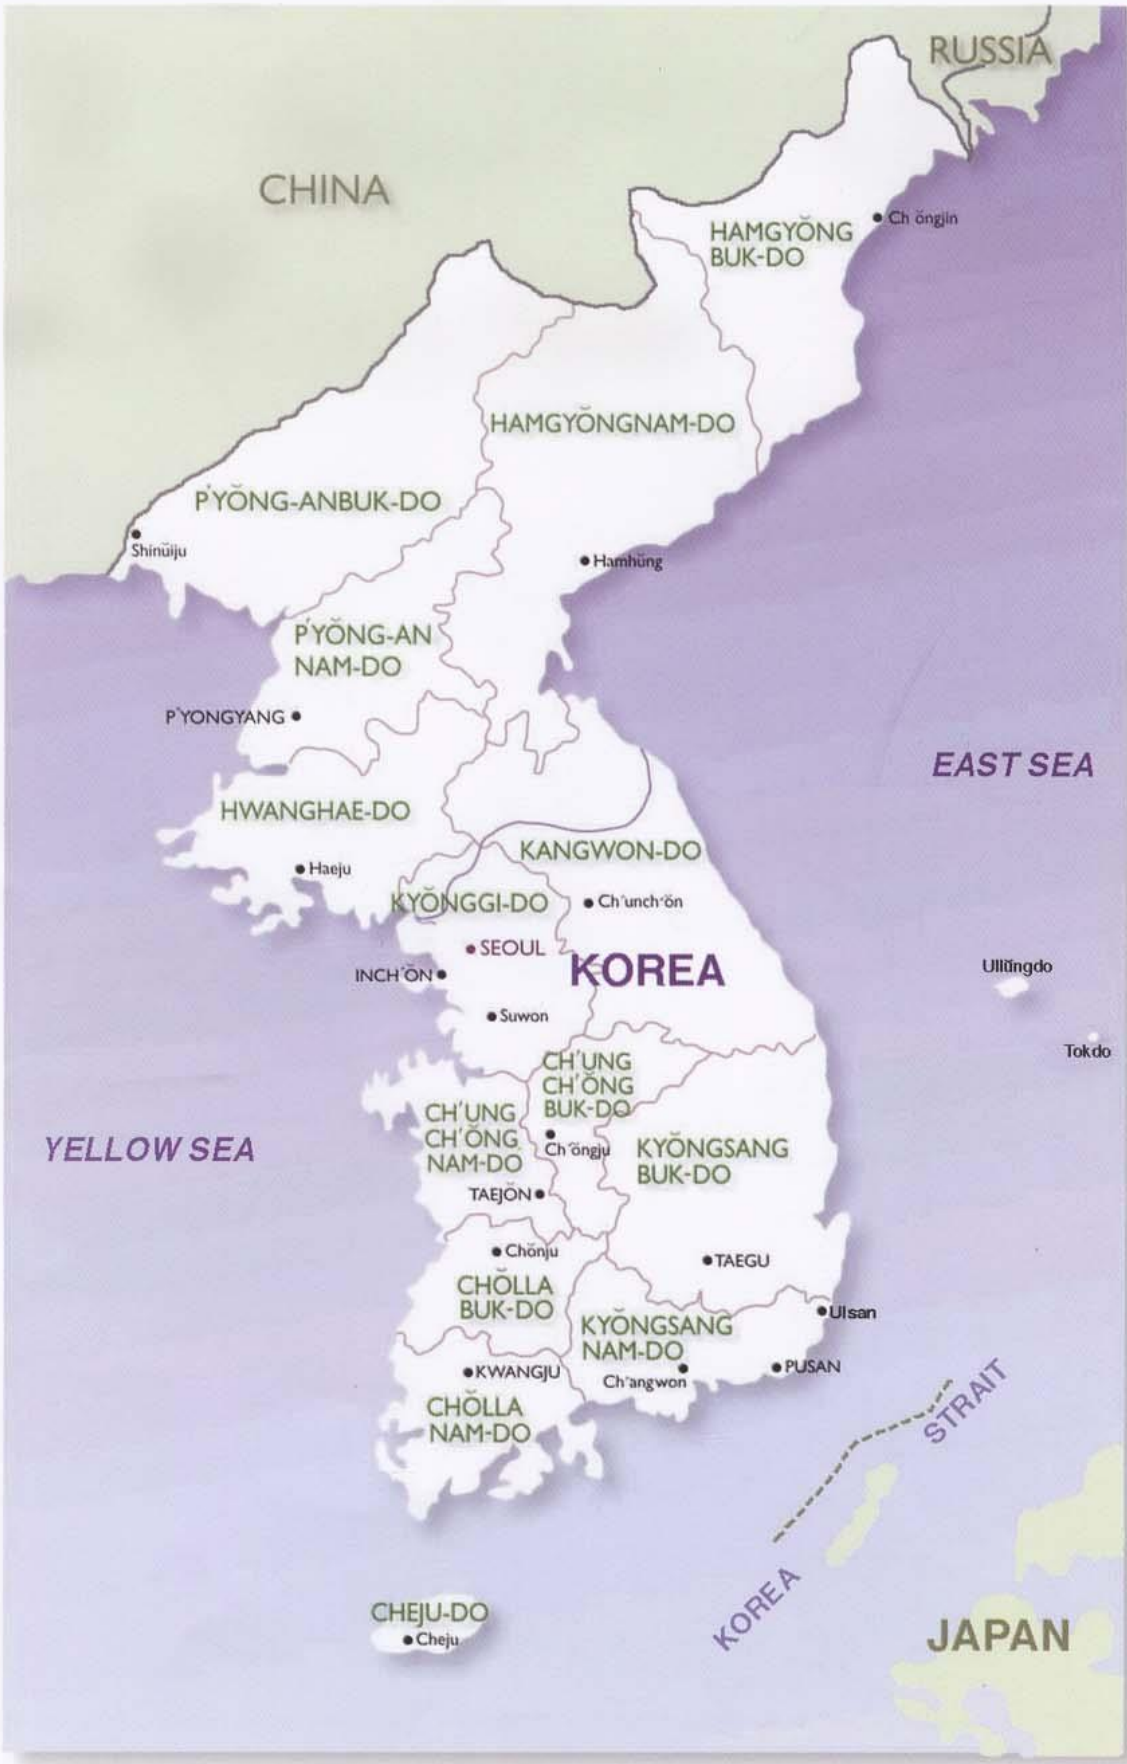 RUSSIA
CHINA
Ch ŏngjin
HAMGYŎNG
BUK-DO
HAMGYŎNGNAM-DO
P'YŎNG-ANBUK-DO
Shinŭiju
Hamhŭng
P'YŎNG-AN
NAM-DO
P'YONGYANG
EAST SEA
HWANGHAE-DO
KANGWON-DO
Haeju
KYŎNGGI-DO
Ch'unch'ŏn
SEOUL
KOREA
INCH'ŎN
Ullŭngdo
Suwon
Tokdo
CH'UNG
CH'ŎNG
BUK-DO
CH'UNG
CH'ŎNG
NAM-DO
Ch'ŏngju
YELLOW SEA
KYŎNGSANG
BUK-DO
TAEJŎN
Chŏnju
TAEGU
CHŎLLA
BUK-DO
Ulsan
KYŎNGSANG
NAM-DO
KWANGJU
Ch'angwon
PUSAN
CHŎLLA
NAM-DO
KOREA STRAIT
CHEJU-DO
Cheju
JAPAN